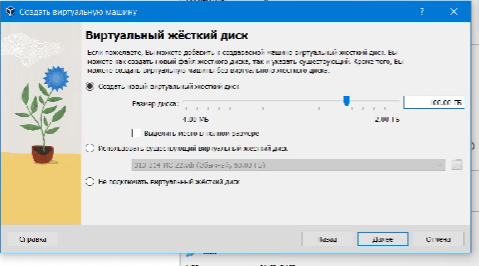 Создать виртуальную машину
Виртуальный жёсткий диск
Если пожелаете, Вы можете добавить к создаваемой машине виртуальный жёсткий диск. Вы
можете как создать новый файл жёсткого диска, так и указать существующий. Кроме того, Вы
можете создать виртуальную машину без виртуального жёсткого диска.
Создать новый виртуальный жёсткий диск
Размер диска:
100.00 ГБ
4.00 МБ
2.00 ТБ
Выделить место в полном размере
Использовать существующий виртуальный жёсткий диск
(Обычный,
Не подключать виртуальный жёсткий диск
Справка
Назад
Далее
Отмена